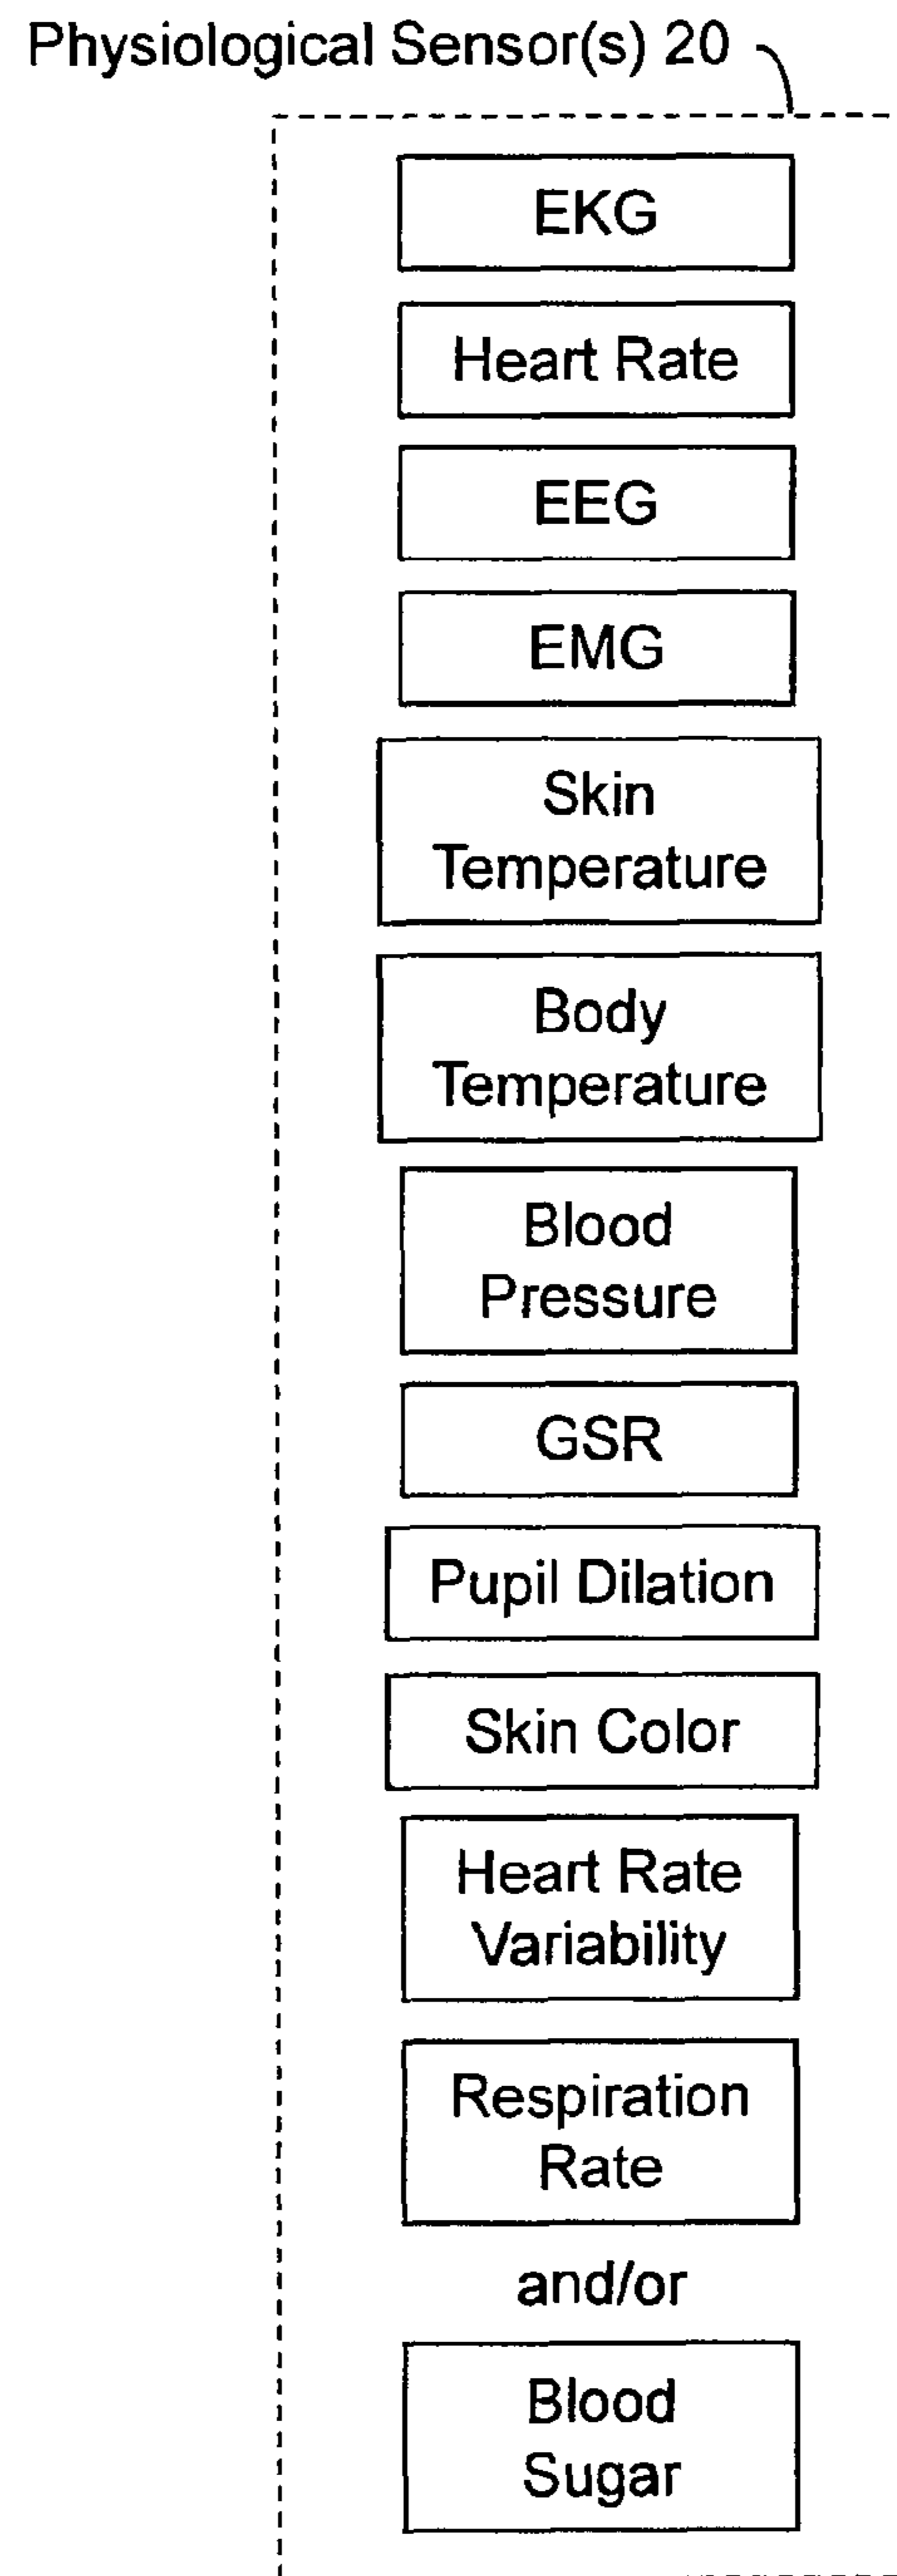 Physiological Sensor(s) 20
EKG
Heart Rate
EEG
EMG
Skin
Temperature
Body
Temperature
Blood
Pressure
GSR
Pupil Dilation
Skin Color
Heart Rate
Variability
Respiration
Rate
and/or
Blood
Sugar